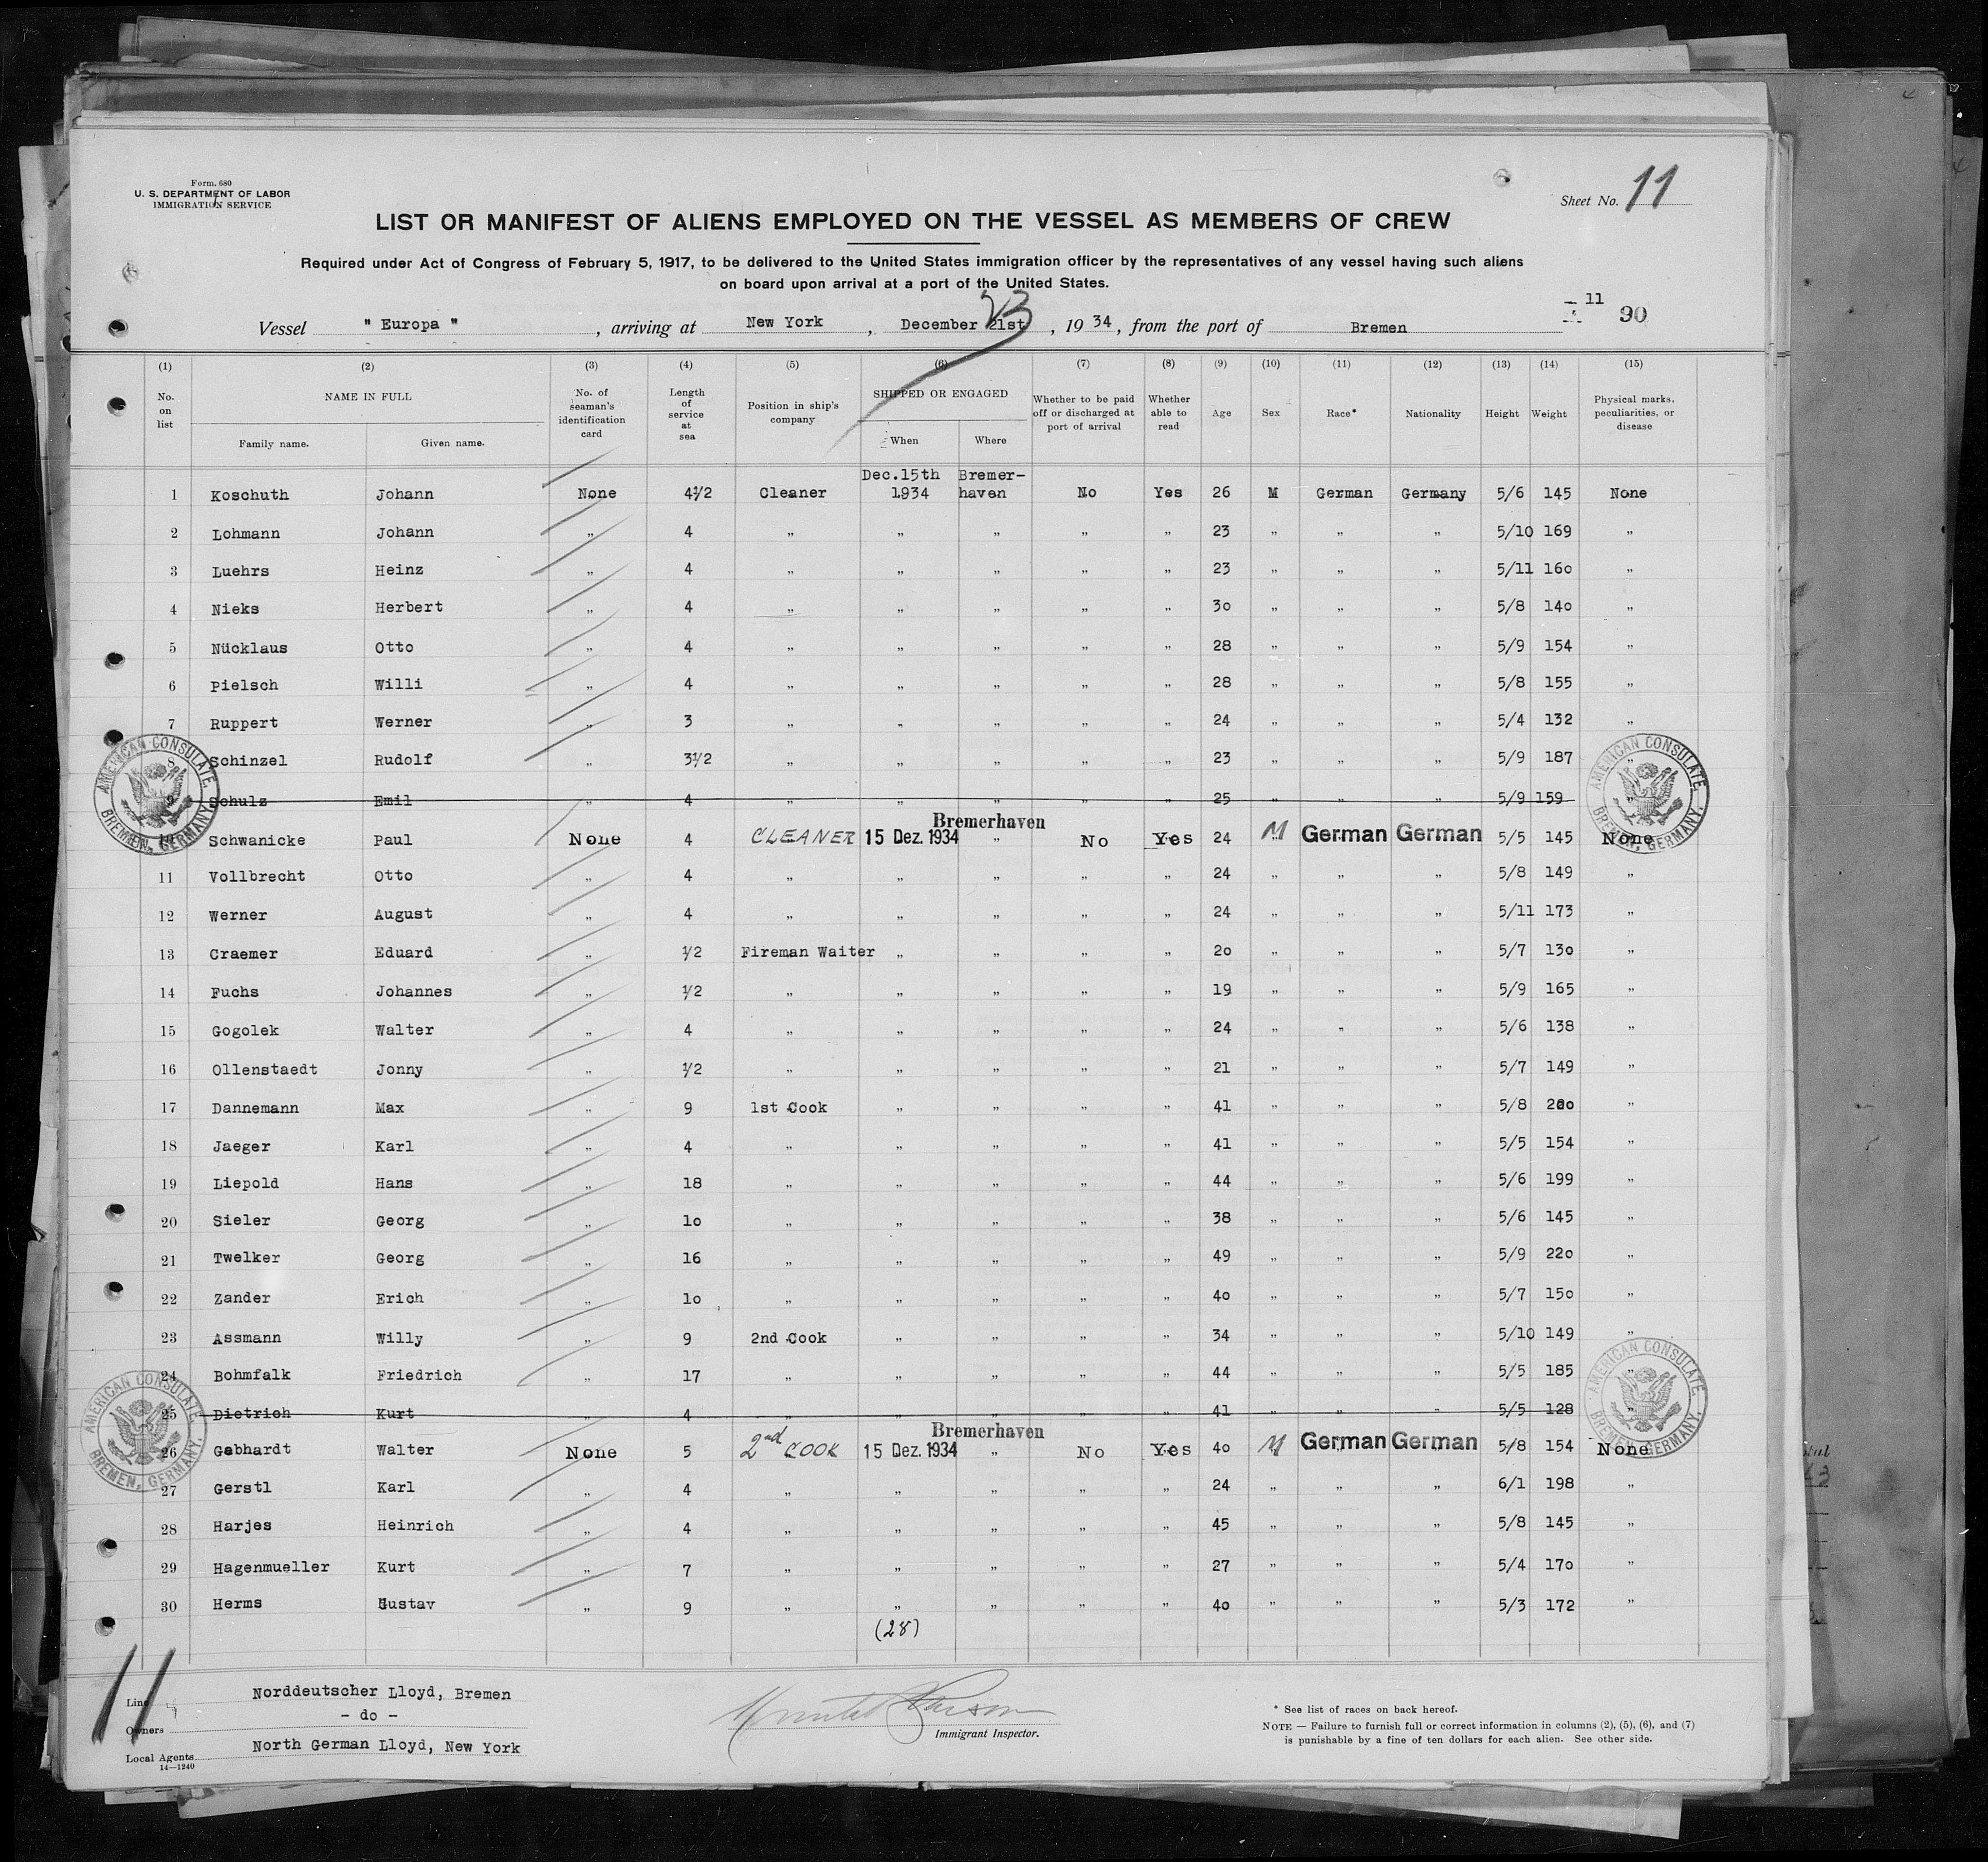 Form 680
U. S. DEPARTMENT OF LABOR
IMMIGRATION SERVICE
Sheet No. 11
LIST OR MANIFEST OF ALIENS EMPLOYED ON THE VESSEL AS MEMBERS OF CREW
Required under Act of Congress of February 5, 1917, to be delivered to the United States immigration officer by the representatives of any vessel having such aliens
on board upon arrival at a port of the United States.
23
11
90
Vessel " Europa " , arriving at New York , December 21st , 19 34 , from the port of Bremen
(1) (2) (3) (4) (5) (6) (7) (8) (9) (10) (11) (12) (13) (14) (15)
No. on list NAME IN FULL Family name. Given name. No. of seaman's identification card Length of service at sea Position in ship's company SHIPPED OR ENGAGED When Where Whether to be paid off or discharged at port of arrival Whether able to read Age Sex Race* Nationality Height Weight Physical marks, peculiarities, or disease
1 Koschuth Johann None 4½ Cleaner Dec.15th 1934 Bremer-haven No Yes 26 M German Germany 5/6 145 None
2 Lohmann Johann „ 4 „ „ „ „ „ 23 „ „ „ 5/10 169 „
3 Luehrs Heinz „ 4 „ „ „ „ „ 23 „ „ „ 5/11 160 „
4 Nieks Herbert „ 4 „ „ „ „ „ 30 „ „ „ 5/8 140 „
5 Nücklaus Otto „ 4 „ „ „ „ „ 28 „ „ „ 5/9 154 „
6 Pielsch Willi „ 4 „ „ „ „ „ 28 „ „ „ 5/8 155 „
7 Ruppert Werner „ 3 „ „ „ „ „ 24 „ „ „ 5/4 132 „
8 Schinzel Rudolf „ 3½ „ „ „ „ „ 23 „ „ „ 5/9 187 „
9 Schulz Emil „ 4 „ „ „ „ „ 25 „ „ „ 5/9 159 „
10 Schwanicke Paul None 4 CLEANER 15 Dez. 1934 Bremerhaven „ No Yes 24 M German German 5/5 145 None
11 Vollbrecht Otto „ 4 „ „ „ „ „ 24 „ „ „ 5/8 149 „
12 Werner August „ 4 „ „ „ „ „ 24 „ „ „ 5/11 173 „
13 Craemer Eduard „ ½ Fireman Waiter „ „ „ „ 20 „ „ „ 5/7 130 „
14 Fuchs Johannes „ ½ „ „ „ „ „ 19 „ „ „ 5/9 165 „
15 Gogolek Walter „ 4 „ „ „ „ „ 24 „ „ „ 5/6 138 „
16 Ollenstaedt Jonny „ ½ „ „ „ „ „ 21 „ „ „ 5/7 149 „
17 Dannemann Max „ 9 1st Cook „ „ „ „ 41 „ „ „ 5/8 200 „
18 Jaeger Karl „ 4 „ „ „ „ „ 41 „ „ „ 5/5 154 „
19 Liepold Hans „ 18 „ „ „ „ „ 44 „ „ „ 5/6 199 „
20 Sieler Georg „ 10 „ „ „ „ „ 38 „ „ „ 5/6 145 „
21 Twelker Georg „ 16 „ „ „ „ „ 49 „ „ „ 5/9 220 „
22 Zander Erich „ 10 „ „ „ „ „ 40 „ „ „ 5/7 150 „
23 Assmann Willy „ 9 2nd Cook „ „ „ „ 34 „ „ „ 5/10 149 „
24 Bohmfalk Friedrich „ 17 „ „ „ „ „ 44 „ „ „ 5/5 185 „
25 Dietrich Kurt „ 4 „ „ „ „ „ 41 „ „ „ 5/5 128 „
26 Gebhardt Walter None 5 2nd COOK 15 Dez. 1934 Bremerhaven „ No Yes 40 M German German 5/8 154 None
27 Gerstl Karl „ 4 „ „ „ „ „ 24 „ „ „ 6/1 198 „
28 Harjes Heinrich „ 4 „ „ „ „ „ 45 „ „ „ 5/8 145 „
29 Hagenmueller Kurt „ 7 „ „ „ „ „ 27 „ „ „ 5/4 170 „
30 Herms Gustav „ 9 „ „ „ „ „ 40 „ „ „ 5/3 172 „
(28)
AMERICAN CONSULATE, BREMEN, GERMANY.
AMERICAN CONSULATE, BREMEN, GERMANY.
AMERICAN CONSULATE, BREMEN, GERMANY.
AMERICAN CONSULATE, BREMEN, GERMANY.
11
Line Norddeutscher Lloyd, Bremen
Owners - do -
Local Agents North German Lloyd, New York
14—1240
Immigrant Inspector.
* See list of races on back hereof.
NOTE — Failure to furnish full or correct information in columns (2), (5), (6), and (7)
is punishable by a fine of ten dollars for each alien. See other side.